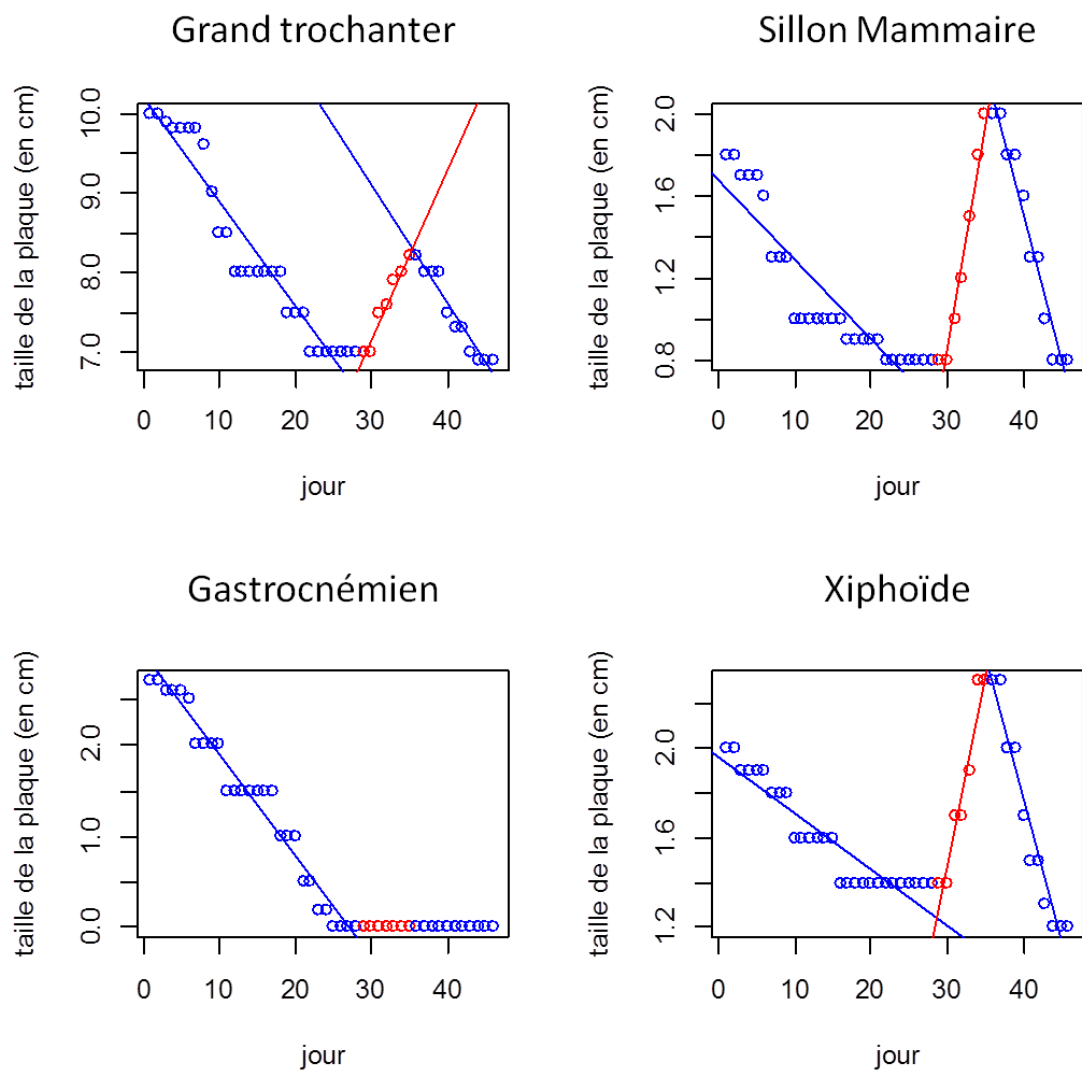 Grand trochanter
taille de la plaque (en cm)
10.0
9.0
8.0
7.0
0 10 20 30 40
jour
Sillon Mammaire
taille de la plaque (en cm)
2.0
1.6
1.2
0.8
0 10 20 30 40
jour
Gastrocnémien
taille de la plaque (en cm)
2.0
1.0
0.0
0 10 20 30 40
jour
Xiphoïde
taille de la plaque (en cm)
2.0
1.6
1.2
0 10 20 30 40
jour